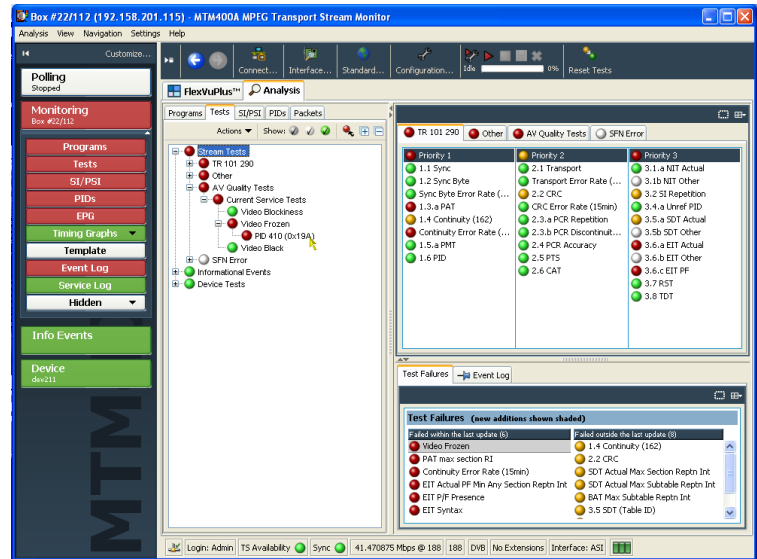 Box #22/112 (192.158.201.115) - MTM400A MPEG Transport Stream Monitor
Analysis View Navigation Settings Help
Customize...
Connect... Interface... Standard... Configuration... Idle 0% Reset Tests
Polling
Stopped
Monitoring
Box #22/112
Programs
Tests
SI/PSI
PIDs
EPG
Timing Graphs
Template
Event Log
Service Log
Hidden
Info Events
Device
dev211
MTM
FlexVuPlus™ Analysis
Programs Tests SI/PSI PIDs Packets
Actions Show:
Stream Tests
TR 101 290
Other
AV Quality Tests
Current Service Tests
Video Blockiness
Video Frozen
PID 410 (0x19A)
Video Black
SFN Error
Informational Events
Device Tests
TR 101 290 Other AV Quality Tests SFN Error
Priority 1
1.1 Sync
1.2 Sync Byte
Sync Byte Error Rate (...
1.3.a PAT
1.4 Continuity (162)
Continuity Error Rate (...
1.5.a PMT
1.6 PID
Priority 2
2.1 Transport
Transport Error Rate (...
2.2 CRC
CRC Error Rate (15min)
2.3.a PCR Repetition
2.3.b PCR Discontinuit...
2.4 PCR Accuracy
2.5 PTS
2.6 CAT
Priority 3
3.1.a NIT Actual
3.1b NIT Other
3.2 SI Repetition
3.4.a Unref PID
3.5.a SDT Actual
3.5b SDT Other
3.6.a EIT Actual
3.6.b EIT Other
3.6.c EIT PF
3.7 RST
3.8 TDT
Test Failures Event Log
Test Failures (new additions shown shaded)
Failed within the last update (6)
Video Frozen
PAT max section RI
Continuity Error Rate (15min)
EIT Actual PF Min Any Section Reptn Int
EIT P/F Presence
EIT Syntax
Failed outside the last update (8)
1.4 Continuity (162)
2.2 CRC
SDT Actual Max Section Reptn Int
SDT Actual Max Subtable Reptn Int
BAT Max Subtable Reptn Int
3.5 SDT (Table ID)
Login: Admin TS Availability Sync 41.470875 Mbps @ 188 188 DVB No Extensions Interface: ASI